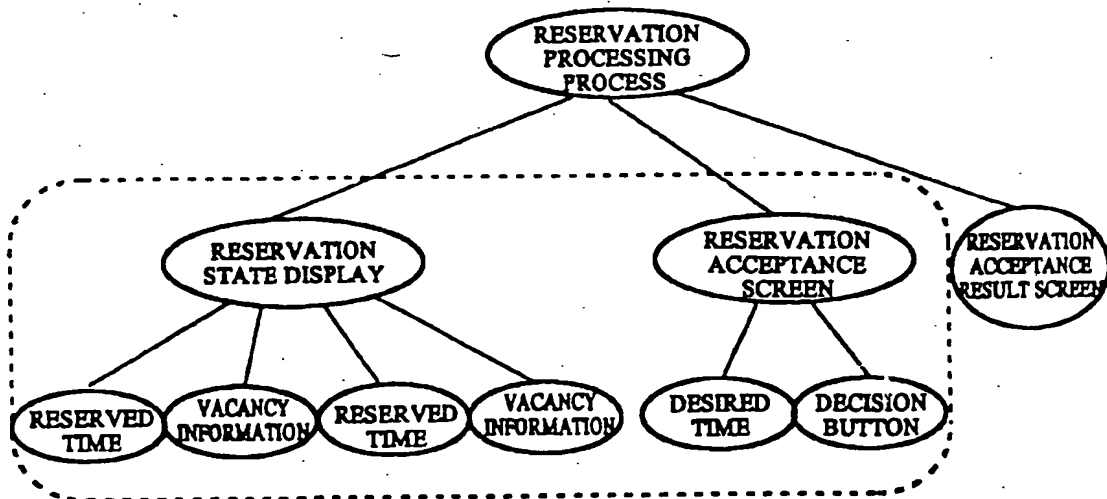 RESERVATION
PROCESSING
PROCESS
RESERVATION
STATE DISPLAY
RESERVATION
ACCEPTANCE
SCREEN
RESERVATION
ACCEPTANCE
RESULT SCREEN
RESERVED
TIME
VACANCY
INFORMATION
RESERVED
TIME
VACANCY
INFORMATION
DESIRED
TIME
DECISION
BUTTON